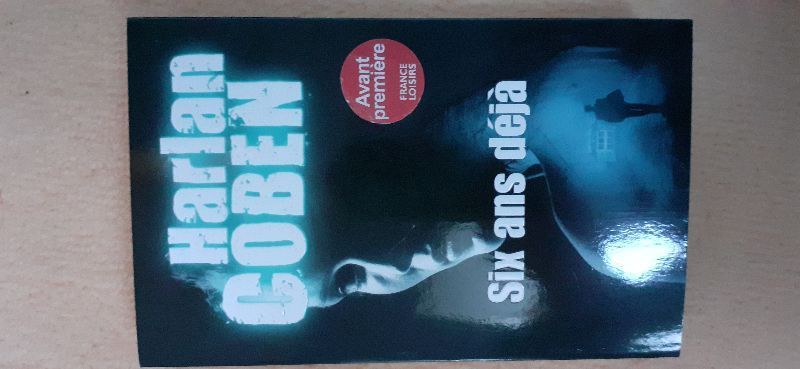 Harlan
COBEN
Avant
première
FRANCE
LOISIRS
Six ans déjà